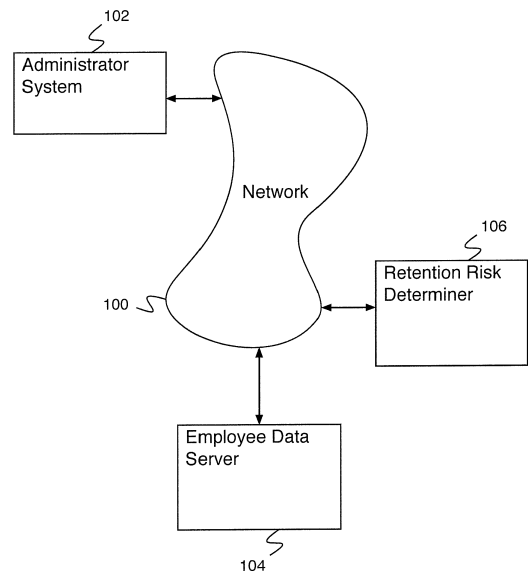 102
Administrator
System
Network
106
Retention Risk
Determiner
100
Employee Data
Server
104